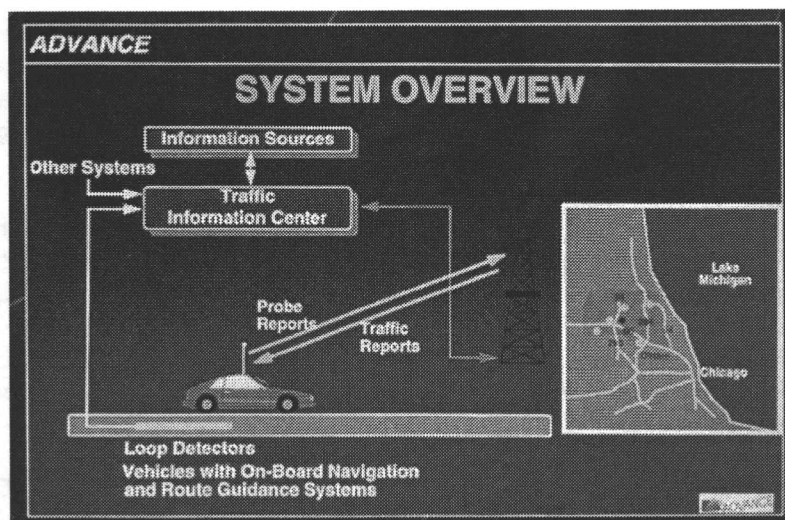 ADVANCE
SYSTEM OVERVIEW
Information Sources
Other Systems
Traffic
Information Center
Probe
Reports
Traffic
Reports
Lake
Michigan
Chicago
Loop Detectors
Vehicles with On-Board Navigation
and Route Guidance Systems
ADVANCE